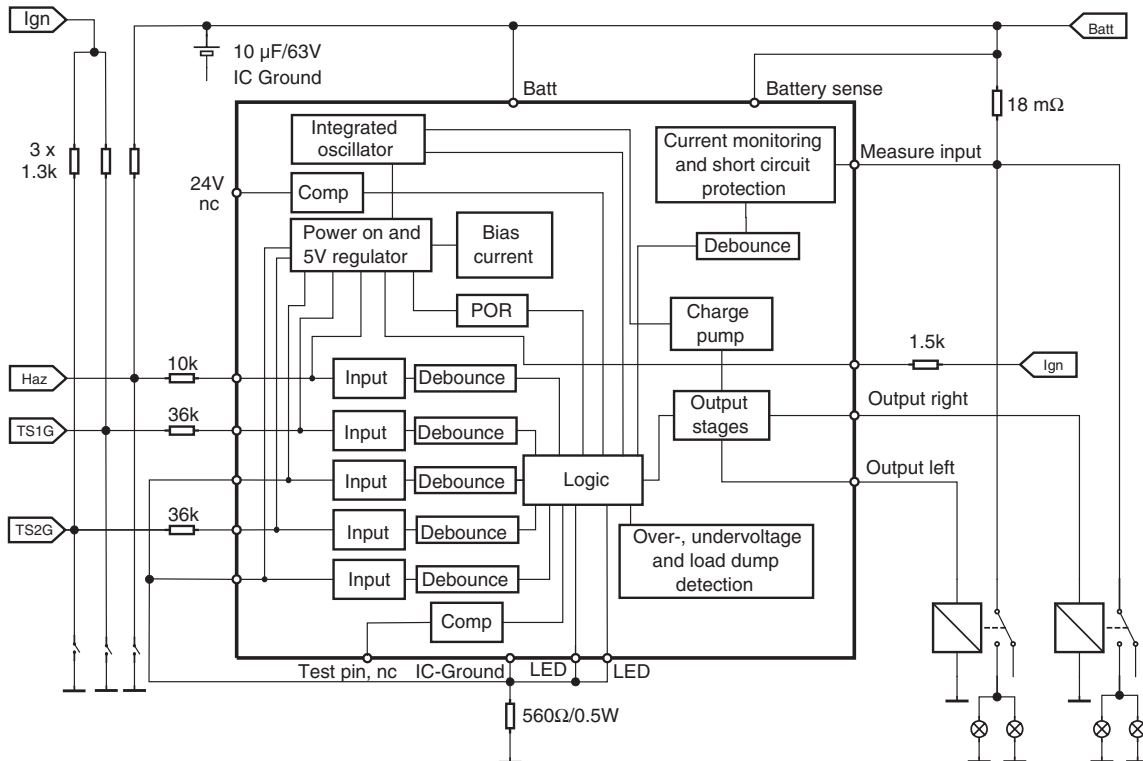 Ign
10 µF/63V
IC Ground
Batt
Batt
Battery sense
18 mΩ
3 x
1.3k
Integrated
oscillator
Current monitoring
and short circuit
protection
Measure input
24V
nc
Comp
Power on and
5V regulator
Bias
current
Debounce
POR
Charge
pump
1.5k
Ign
Haz
10k
Input
Debounce
TS1G
36k
Input
Debounce
Output
stages
Output right
Input
Debounce
Logic
Output left
TS2G
36k
Input
Debounce
Over-, undervoltage
and load dump
detection
Input
Debounce
Comp
Test pin, nc
IC-Ground
LED
LED
560Ω/0.5W